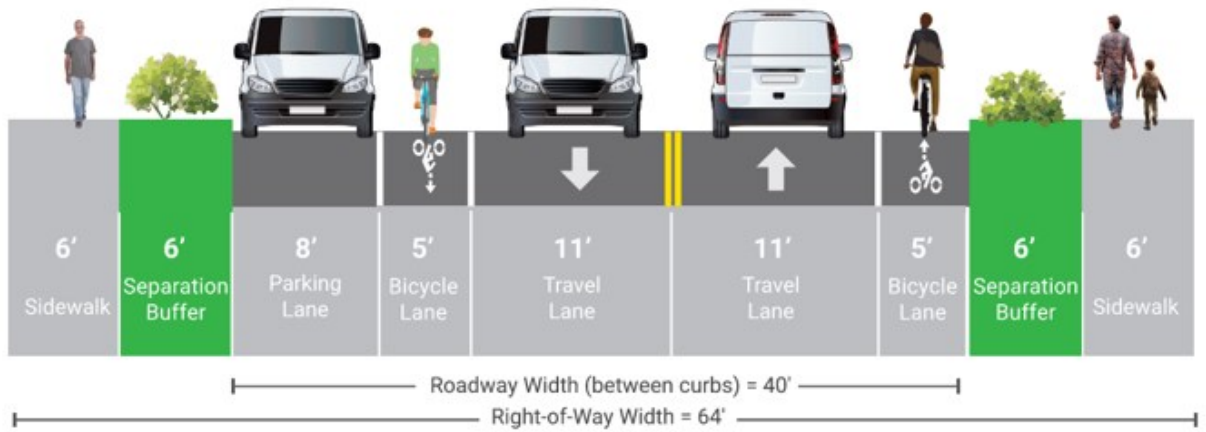 6’
Sidewalk
6’
Separation
Buffer
8’
Parking
Lane
5’
Bicycle
Lane
11’
Travel
Lane
11’
Travel
Lane
5’
Bicycle
Lane
6’
Separation
Buffer
6’
Sidewalk
Roadway Width (between curbs) = 40'
Right-of-Way Width = 64'